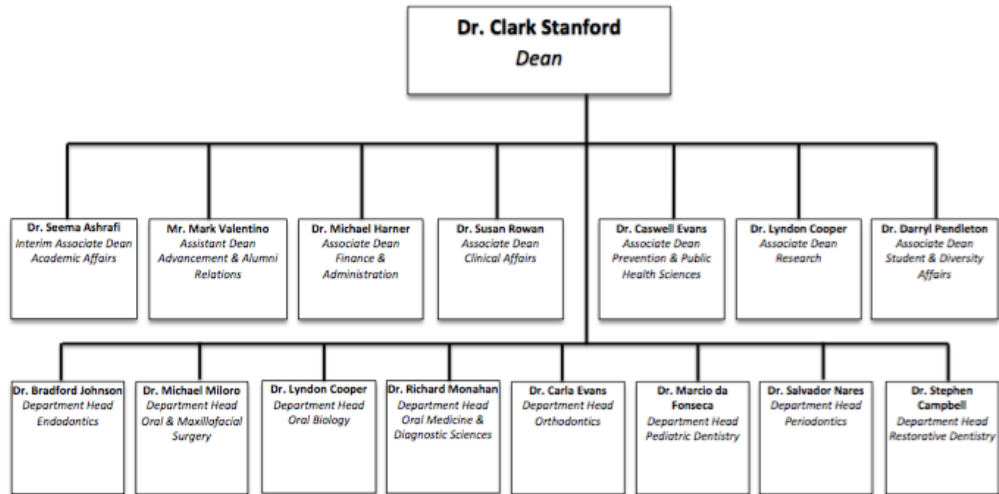 Dr. Clark Stanford
Dean
Dr. Seema Ashrafi
Interim Associate Dean
Academic Affairs
Mr. Mark Valentino
Assistant Dean
Advancement & Alumni
Relations
Dr. Michael Harner
Associate Dean
Finance &
Administration
Dr. Susan Rowan
Associate Dean
Clinical Affairs
Dr. Caswell Evans
Associate Dean
Prevention & Public
Health Sciences
Dr. Lyndon Cooper
Associate Dean
Research
Dr. Darryl Pendleton
Associate Dean
Student & Diversity
Affairs
Dr. Bradford Johnson
Department Head
Endodontics
Dr. Michael Miloro
Department Head
Oral & Maxillofacial
Surgery
Dr. Lyndon Cooper
Department Head
Oral Biology
Dr. Richard Monahan
Department Head
Oral Medicine &
Diagnostic Sciences
Dr. Carla Evans
Department Head
Orthodontics
Dr. Marcio da
Fonseca
Department Head
Pediatric Dentistry
Dr. Salvador Nares
Department Head
Periodontics
Dr. Stephen
Campbell
Department Head
Restorative Dentistry